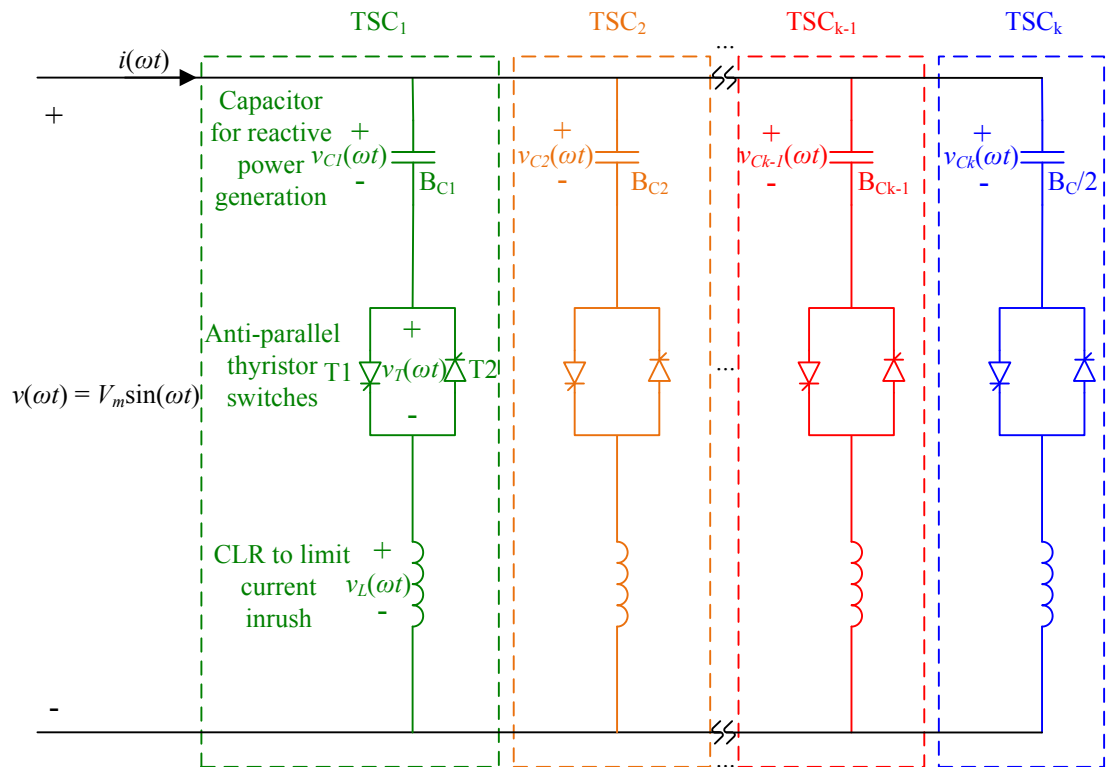 TSC1 TSC2 ... TSCk-1 TSCk
i(ωt)
+
Capacitor
for reactive
power
generation
+
vC1(ωt)
-
BC1
+
vC2(ωt)
-
BC2
+
vCk-1(ωt)
-
BCk-1
+
vCk(ωt)
-
BC/2
Anti-parallel
thyristor
switches
T1
+
vT(ωt)
-
T2
...
v(ωt) = Vmsin(ωt)
CLR to limit
current
inrush
+
vL(ωt)
-
-
...